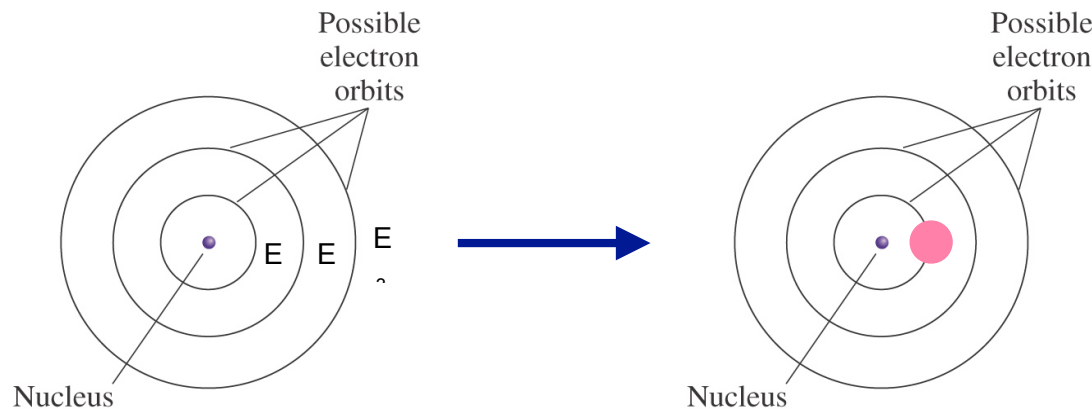 Possible
electron
orbits
E
E
E
Nucleus
Possible
electron
orbits
Nucleus